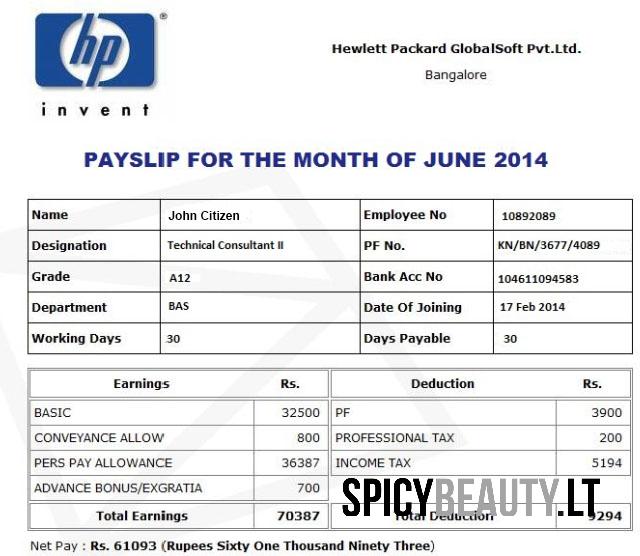 hp
®
invent
Hewlett Packard GlobalSoft Pvt.Ltd.
Bangalore
PAYSLIP FOR THE MONTH OF JUNE 2014
Name John Citizen Employee No 10892089
Designation Technical Consultant II PF No. KN/BN/3677/4089
Grade A12 Bank Acc No 104611094583
Department BAS Date Of Joining 17 Feb 2014
Working Days 30 Days Payable 30
Earnings Rs. Deduction Rs.
BASIC 32500 PF 3900
CONVEYANCE ALLOW 800 PROFESSIONAL TAX 200
PERS PAY ALLOWANCE 36387 INCOME TAX 5194
ADVANCE BONUS/EXGRATIA 700
SPICYBEAUTY.LT
Total Earnings 70387 Total Deduction 9294
Net Pay : Rs. 61093 (Rupees Sixty One Thousand Ninety Three)